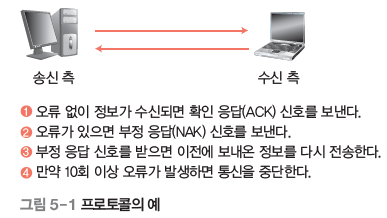 송신 측 수신 측
❶ 오류 없이 정보가 수신되면 확인 응답(ACK) 신호를 보낸다.
❷ 오류가 있으면 부정 응답(NAK) 신호를 보낸다.
❸ 부정 응답 신호를 받으면 이전에 보내온 정보를 다시 전송한다.
❹ 만약 10회 이상 오류가 발생하면 통신을 중단한다.
그림 5-1 프로토콜의 예